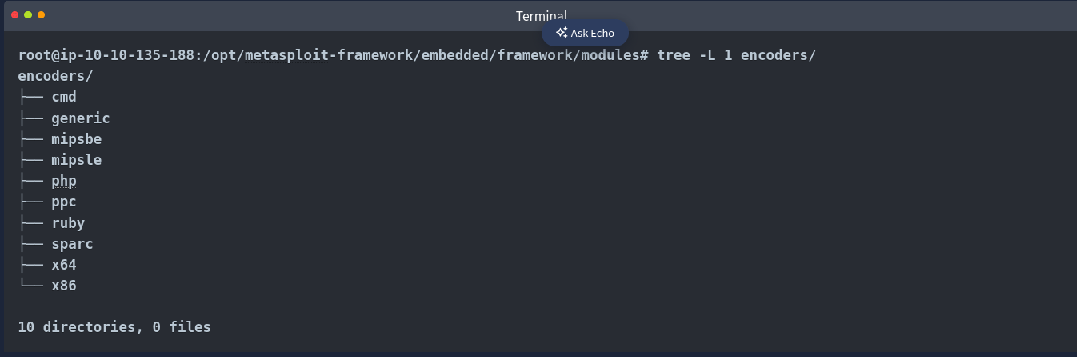 Terminal
Ask Echo
root@ip-10-10-135-188:/opt/metasploit-framework/embedded/framework/modules# tree -L 1 encoders/
encoders/
├── cmd
├── generic
├── mipsbe
├── mipsle
├── php
├── ppc
├── ruby
├── sparc
├── x64
└── x86
10 directories, 0 files